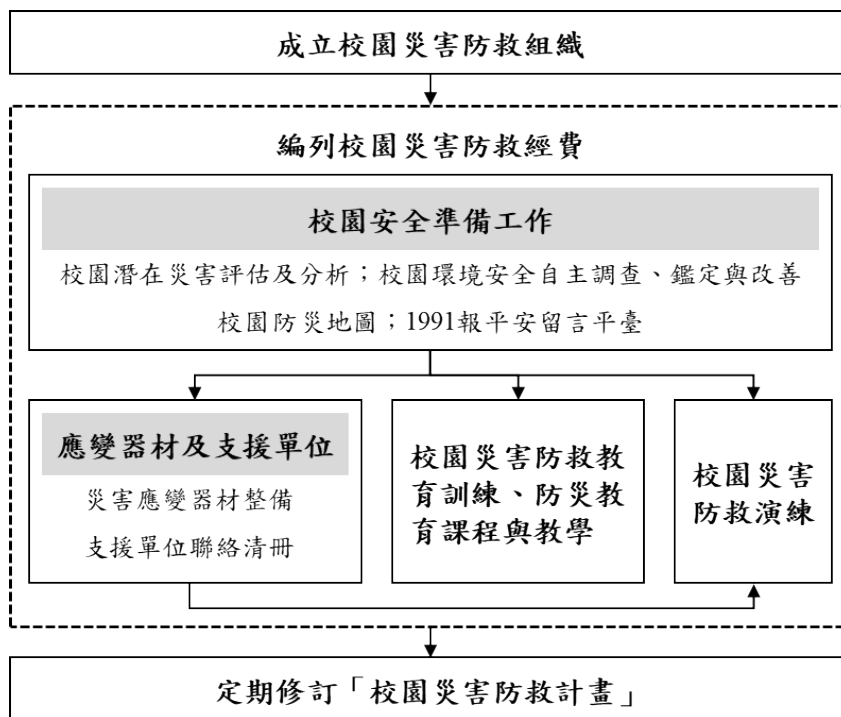 成立校園災害防救組織
編列校園災害防救經費
校園安全準備工作
校園潛在災害評估及分析；校園環境安全自主調查、鑑定與改善
校園防災地圖；1991報平安留言平臺
應變器材及支援單位
災害應變器材整備
支援單位聯絡清冊
校園災害防救教
育訓練、防災教
育課程與教學
校園災害
防救演練
定期修訂「校園災害防救計畫」